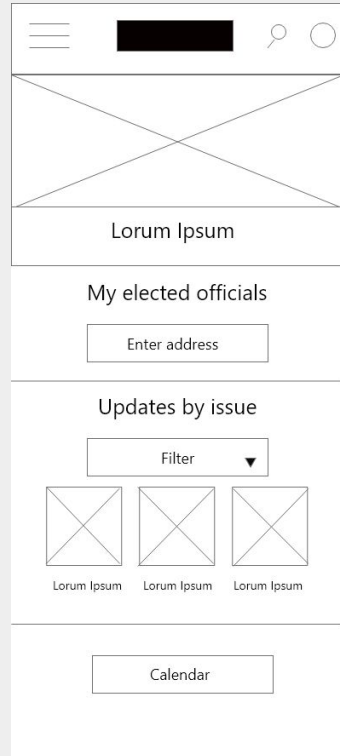 Lorum Ipsum
My elected officials
Enter address
Updates by issue
Filter
Lorum Ipsum Lorum Ipsum Lorum Ipsum
Calendar